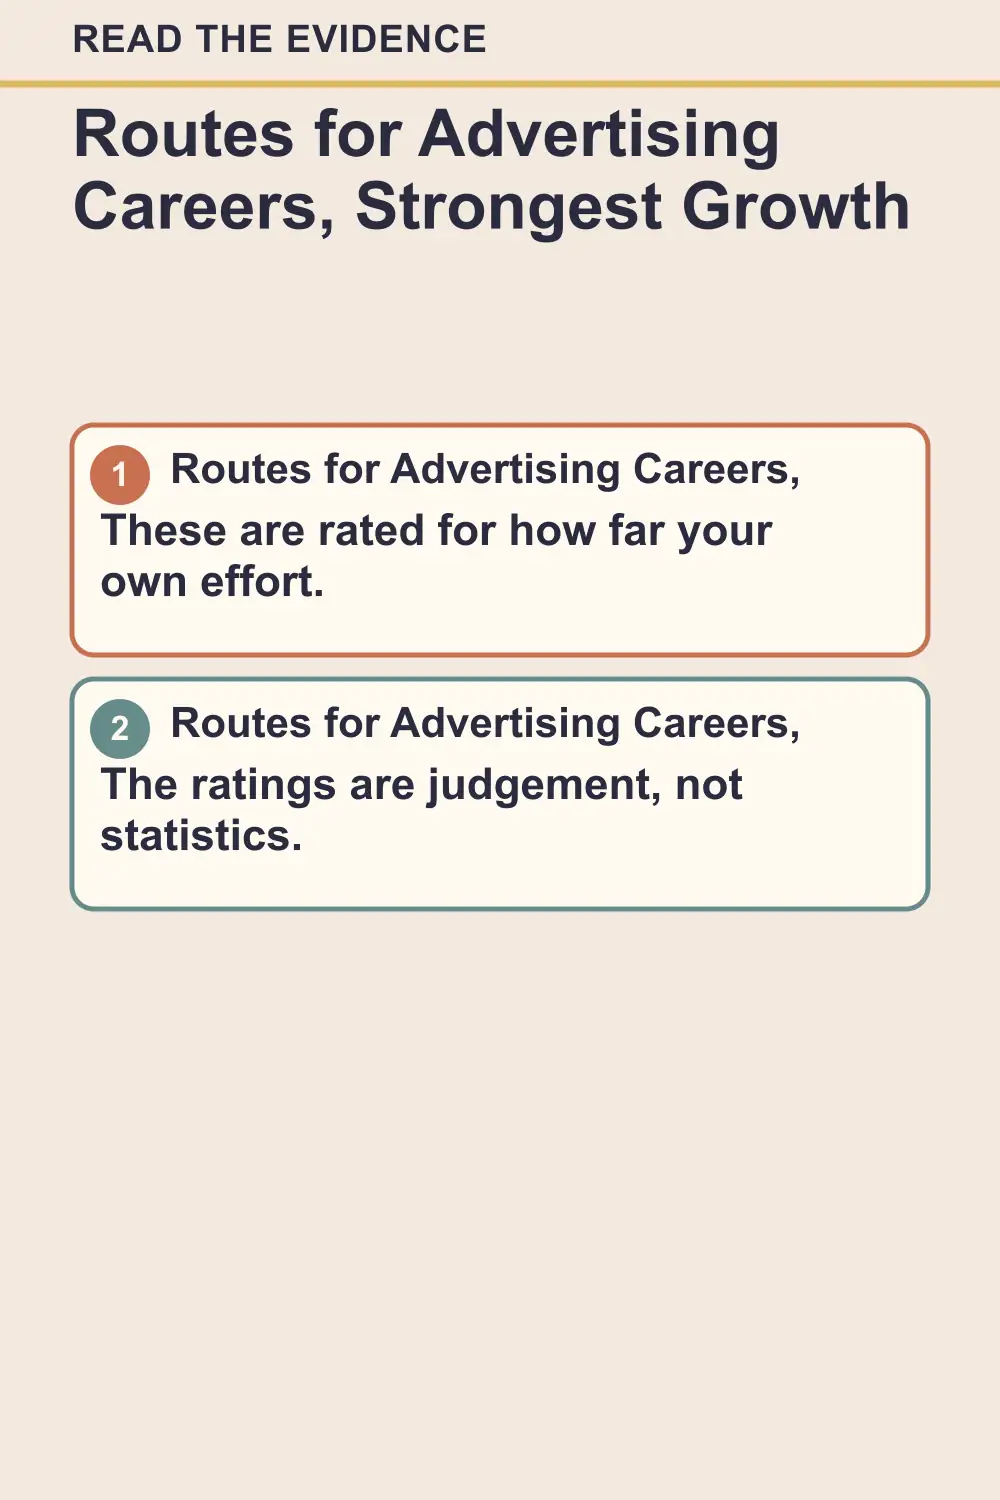 READ THE EVIDENCE
Routes for Advertising
Careers, Strongest Growth
1 Routes for Advertising Careers,
These are rated for how far your
own effort.
2 Routes for Advertising Careers,
The ratings are judgement, not
statistics.